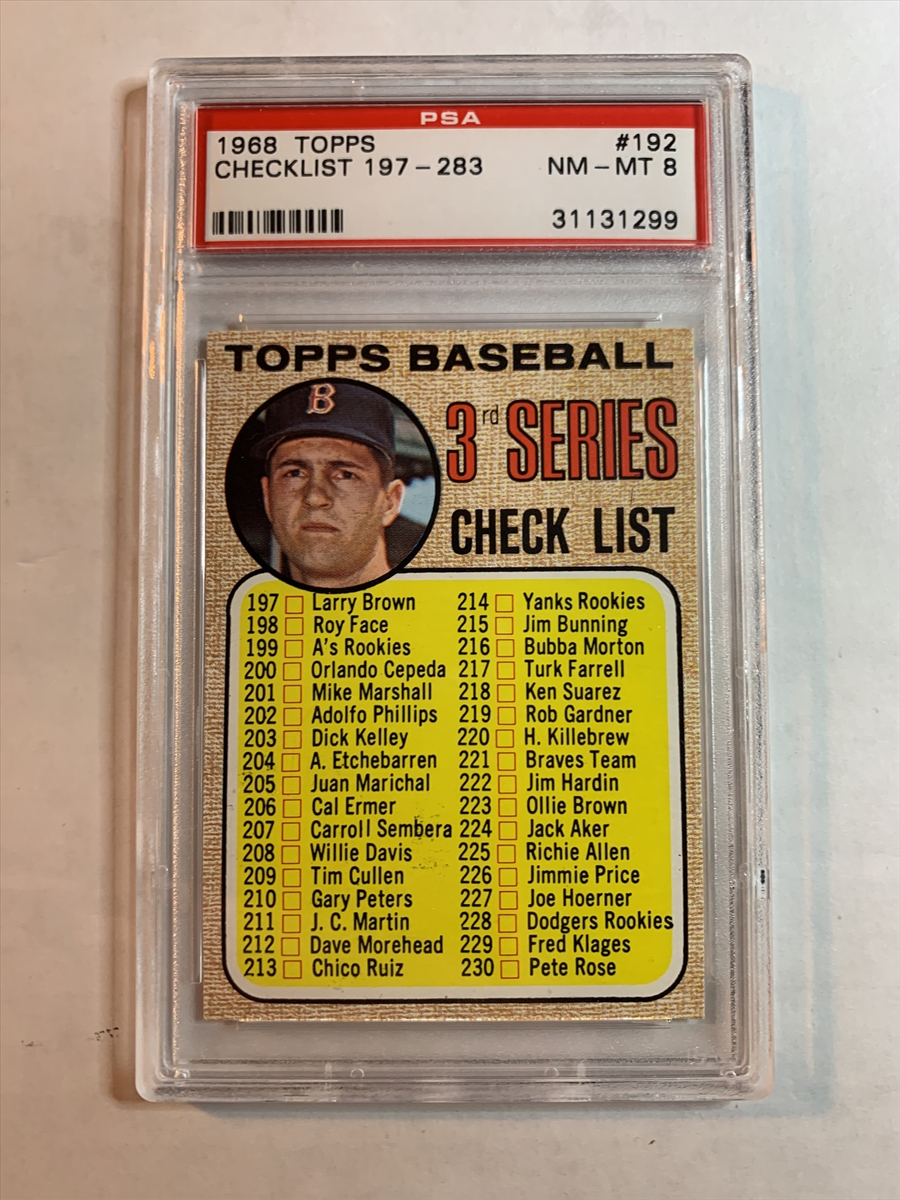 PSA
1968 TOPPS #192
CHECKLIST 197-283 NM-MT 8
31131299
TOPPS BASEBALL
B
3rd SERIES
CHECK LIST
197 Larry Brown
198 Roy Face
199 A's Rookies
200 Orlando Cepeda
201 Mike Marshall
202 Adolfo Phillips
203 Dick Kelley
204 A. Etchebarren
205 Juan Marichal
206 Cal Ermer
207 Carroll Sembera
208 Willie Davis
209 Tim Cullen
210 Gary Peters
211 J. C. Martin
212 Dave Morehead
213 Chico Ruiz
214 Yanks Rookies
215 Jim Bunning
216 Bubba Morton
217 Turk Farrell
218 Ken Suarez
219 Rob Gardner
220 H. Killebrew
221 Braves Team
222 Jim Hardin
223 Ollie Brown
224 Jack Aker
225 Richie Allen
226 Jimmie Price
227 Joe Hoerner
228 Dodgers Rookies
229 Fred Klages
230 Pete Rose